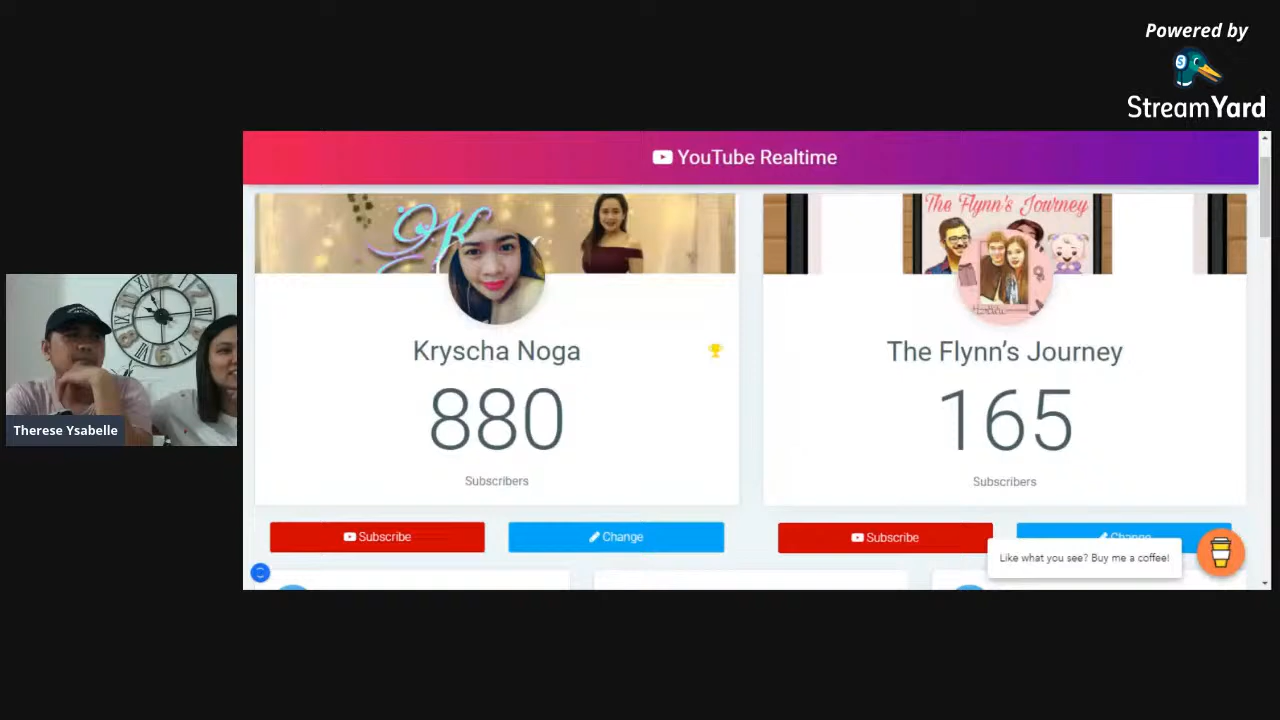 Powered by
S
StreamYard
YouTube Realtime
The Flynn's Journey
Kryscha Noga
880
Subscribers
Subscribe
Change
The Flynn’s Journey
165
Subscribers
Subscribe
Change
Like what you see? Buy me a coffee!
Therese Ysabelle